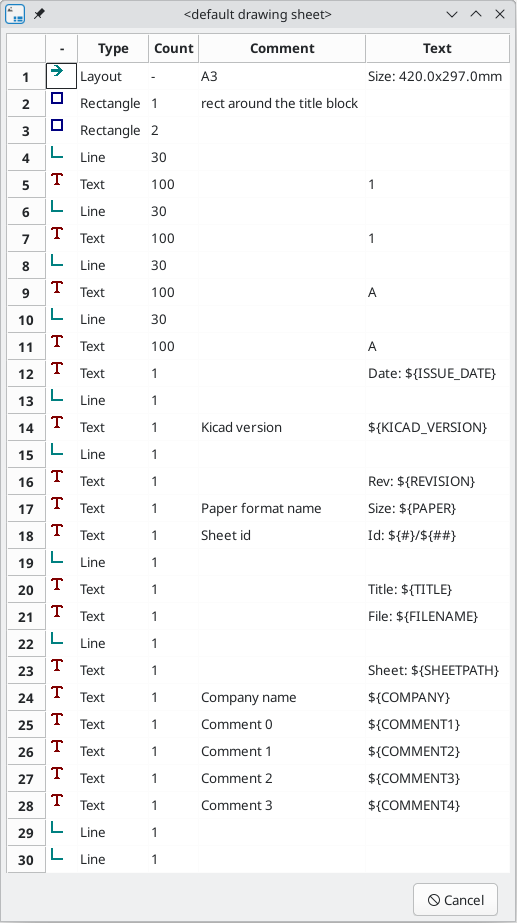 <default drawing sheet>
- Type Count Comment Text
1 Layout - A3 Size: 420.0x297.0mm
2 Rectangle 1 rect around the title block
3 Rectangle 2
4 Line 30
5 Text 100 1
6 Line 30
7 Text 100 1
8 Line 30
9 Text 100 A
10 Line 30
11 Text 100 A
12 Text 1 Date: ${ISSUE_DATE}
13 Line 1
14 Text 1 Kicad version ${KICAD_VERSION}
15 Line 1
16 Text 1 Rev: ${REVISION}
17 Text 1 Paper format name Size: ${PAPER}
18 Text 1 Sheet id Id: ${#}/${##}
19 Line 1
20 Text 1 Title: ${TITLE}
21 Text 1 File: ${FILENAME}
22 Line 1
23 Text 1 Sheet: ${SHEETPATH}
24 Text 1 Company name ${COMPANY}
25 Text 1 Comment 0 ${COMMENT1}
26 Text 1 Comment 1 ${COMMENT2}
27 Text 1 Comment 2 ${COMMENT3}
28 Text 1 Comment 3 ${COMMENT4}
29 Line 1
30 Line 1
Cancel